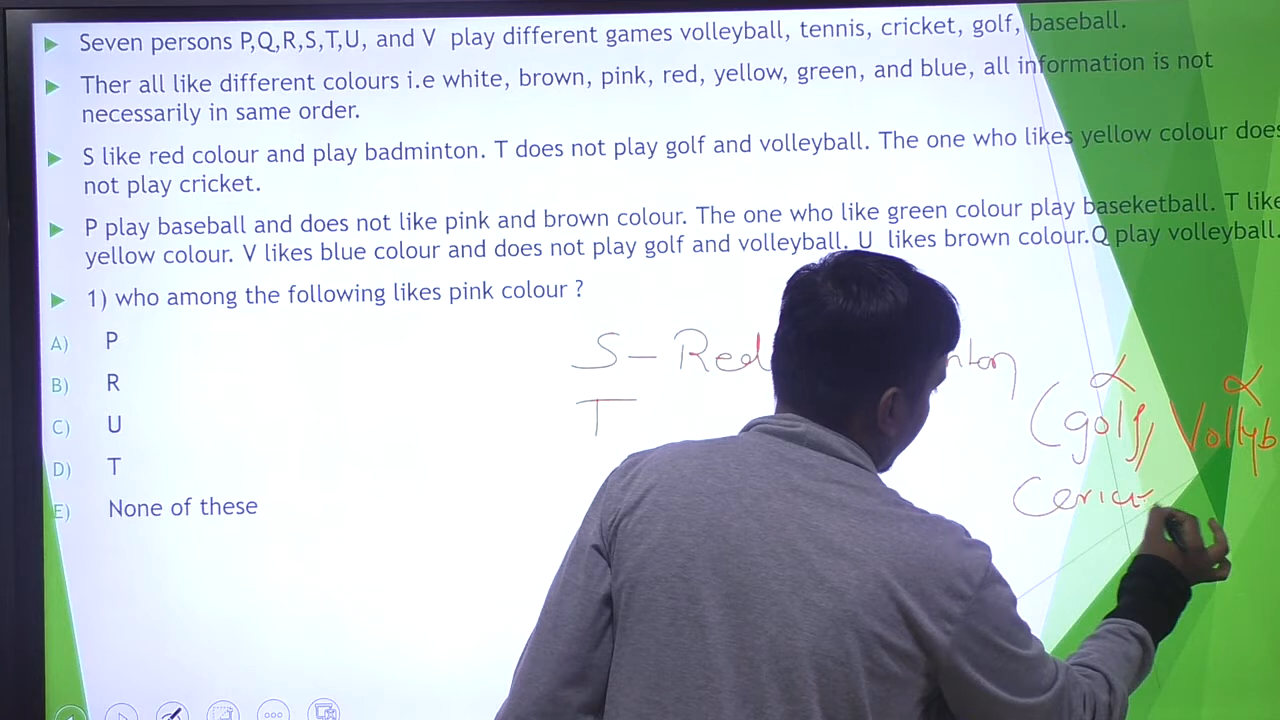 Seven persons P,Q,R,S,T,U, and V play different games volleyball, tennis, cricket, golf, baseball.
Ther all like different colours i.e white, brown, pink, red, yellow, green, and blue, all information is not
necessarily in same order.
S like red colour and play badminton. T does not play golf and volleyball. The one who likes yellow colour does
not play cricket.
P play baseball and does not like pink and brown colour. The one who like green colour play baseketball. T like
yellow colour. V likes blue colour and does not play golf and volleyball. U likes brown colour.Q play volleyball.
1) who among the following likes pink colour ?
A) P
B) R
C) U
D) T
E) None of these
S – Red
T (golf,